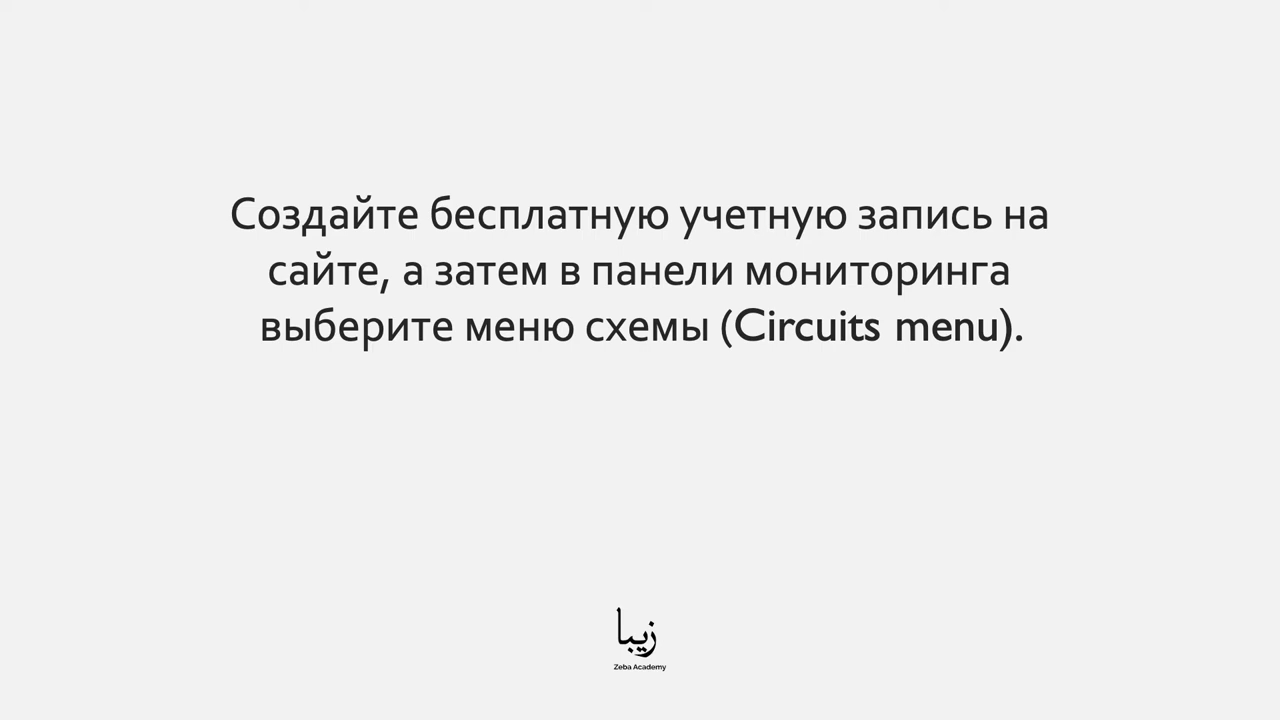 Создайте бесплатную учетную запись на
сайте, а затем в панели мониторинга
выберите меню схемы (Circuits menu).
زیبا
Zeba Academy